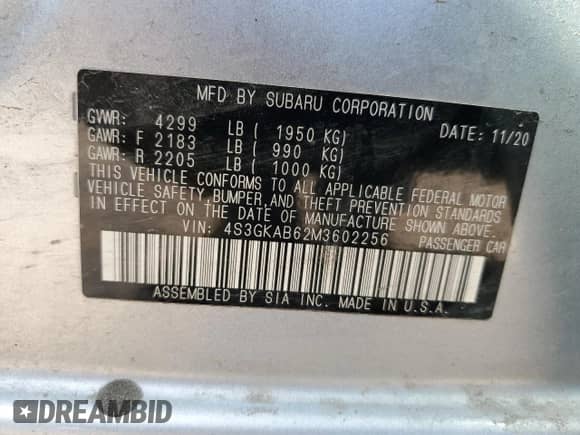 MFD BY SUBARU CORPORATION
GVWR: 4299 LB ( 1950 KG) DATE: 11/20
GAWR: F 2183 LB ( 990 KG)
GAWR: R 2205 LB ( 1000 KG)
THIS VEHICLE CONFORMS TO ALL APPLICABLE FEDERAL MOTOR
VEHICLE SAFETY, BUMPER, AND THEFT PREVENTION STANDARDS
IN EFFECT ON THE DATE OF MANUFACTURE SHOWN ABOVE.
VIN: 4S3GKAB62M3602256 PASSENGER CAR
ASSEMBLED BY SIA INC. MADE IN U.S.A.
DREAMBID